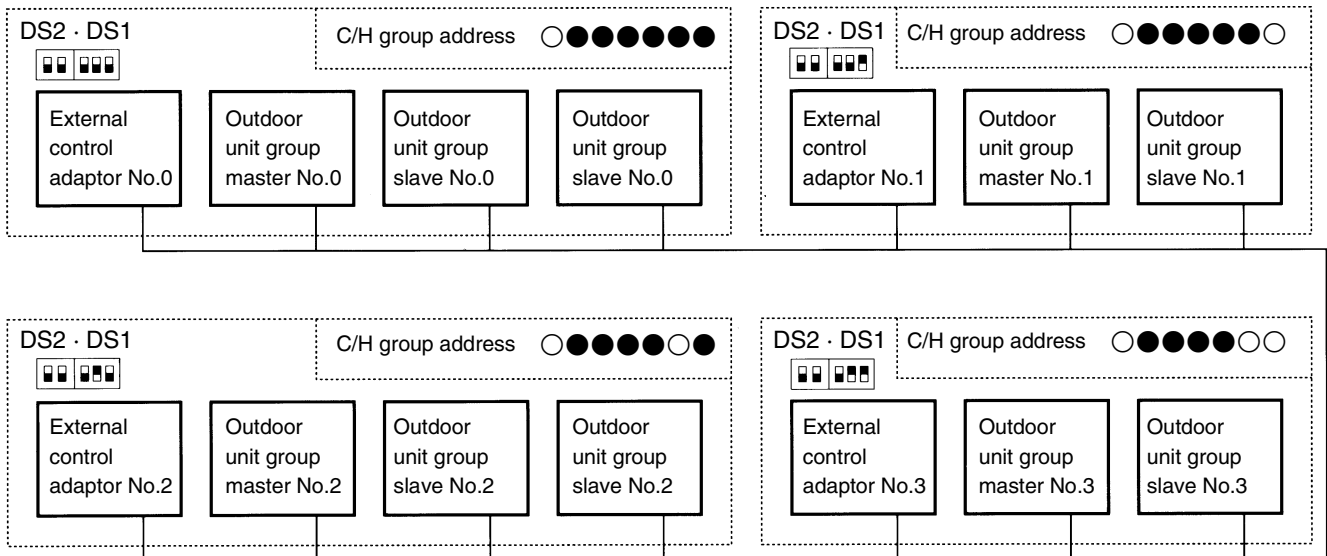 DS2 · DS1
C/H group address
External
control
adaptor No.0
Outdoor
unit group
master No.0
Outdoor
unit group
slave No.0
Outdoor
unit group
slave No.0
DS2 · DS1
C/H group address
External
control
adaptor No.1
Outdoor
unit group
master No.1
Outdoor
unit group
slave No.1
DS2 · DS1
C/H group address
External
control
adaptor No.2
Outdoor
unit group
master No.2
Outdoor
unit group
slave No.2
Outdoor
unit group
slave No.2
DS2 · DS1
C/H group address
External
control
adaptor No.3
Outdoor
unit group
master No.3
Outdoor
unit group
slave No.3